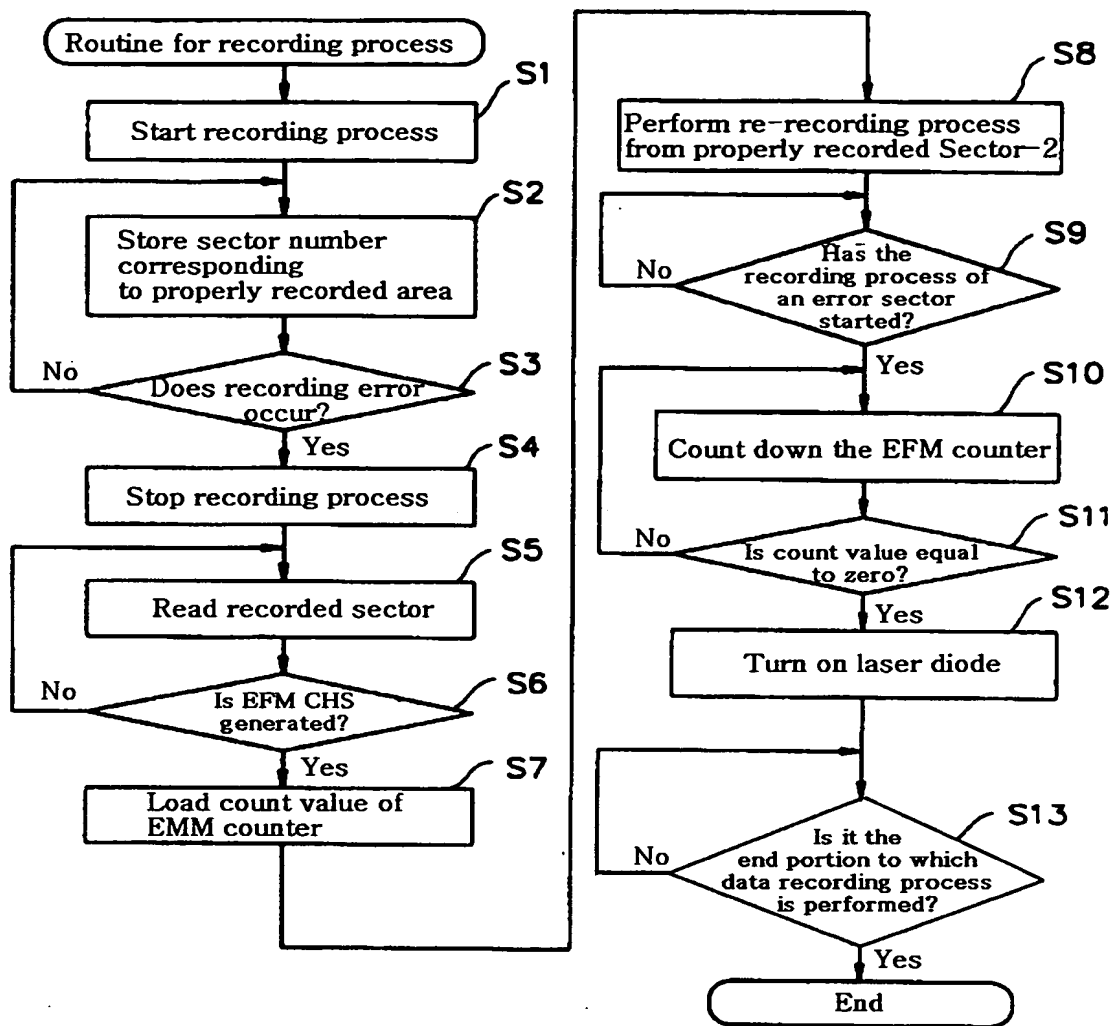 Routine for recording process
S1
Start recording process
S2
Store sector number
corresponding
to properly recorded area
S3
No
Does recording error
occur?
Yes
S4
Stop recording process
S5
Read recorded sector
S6
No
Is EFM CHS
generated?
Yes
S7
Load count value of
EMM counter
S8
Perform re-recording process
from properly recorded Sector-2
S9
No
Has the
recording process of
an error sector
started?
Yes
S10
Count down the EFM counter
S11
No
Is count value equal
to zero?
Yes
S12
Turn on laser diode
S13
No
Is it the
end portion to which
data recording process
is performed?
Yes
End